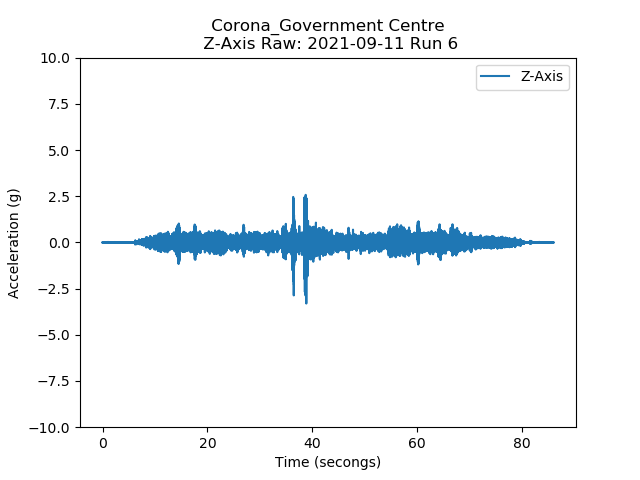 Corona_Government Centre
Z-Axis Raw: 2021-09-11 Run 6
Z-Axis
10.0
7.5
5.0
2.5
0.0
−2.5
−5.0
−7.5
−10.0
Acceleration (g)
0 20 40 60 80
Time (secongs)